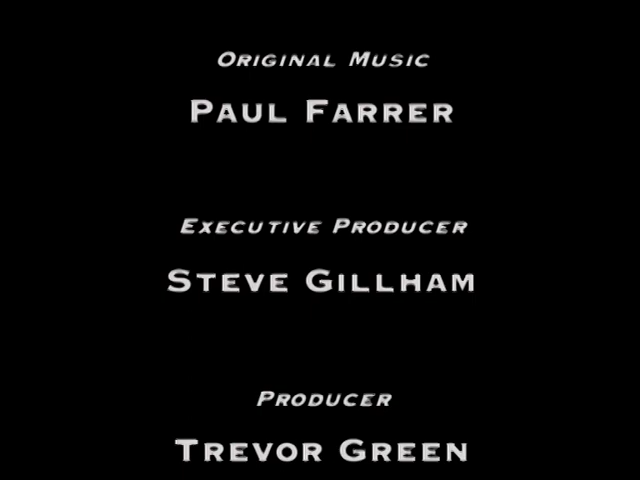 Original Music
Paul Farrer
Executive Producer
Steve Gillham
Producer
Trevor Green